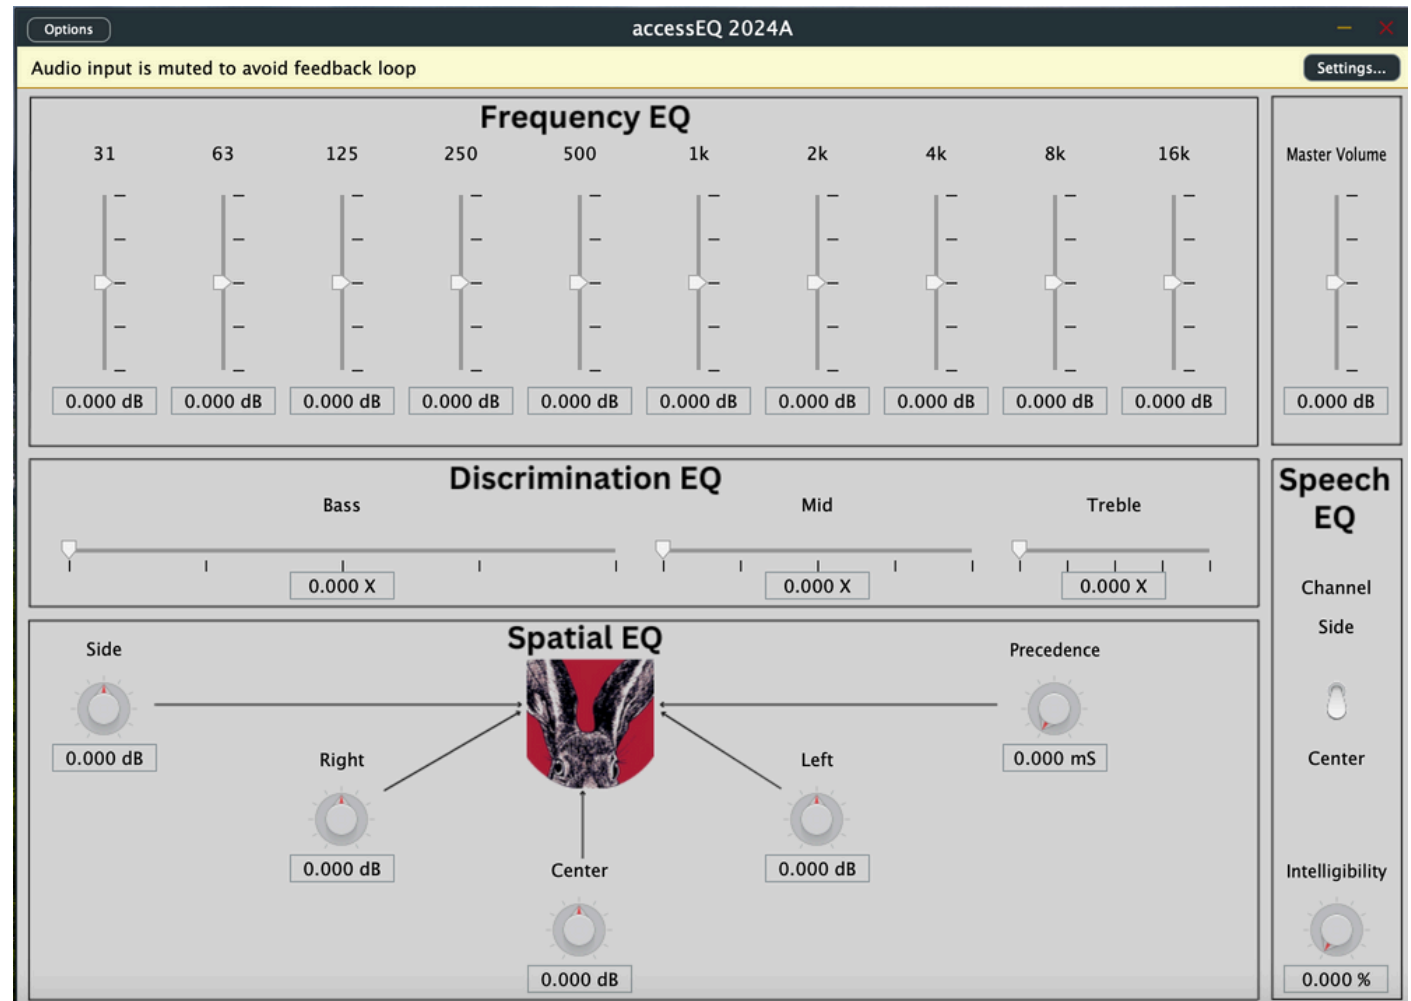 Options
accessEQ 2024A
Audio input is muted to avoid feedback loop
Settings...
Frequency EQ
31 63 125 250 500 1k 2k 4k 8k 16k
0.000 dB 0.000 dB 0.000 dB 0.000 dB 0.000 dB 0.000 dB 0.000 dB 0.000 dB 0.000 dB 0.000 dB
Master Volume
0.000 dB
Discrimination EQ
Bass Mid Treble
0.000 X 0.000 X 0.000 X
Speech
EQ
Channel
Side
Center
Intelligibility
0.000 %
Spatial EQ
Side
0.000 dB
Right
0.000 dB
Center
0.000 dB
Left
0.000 dB
Precedence
0.000 mS